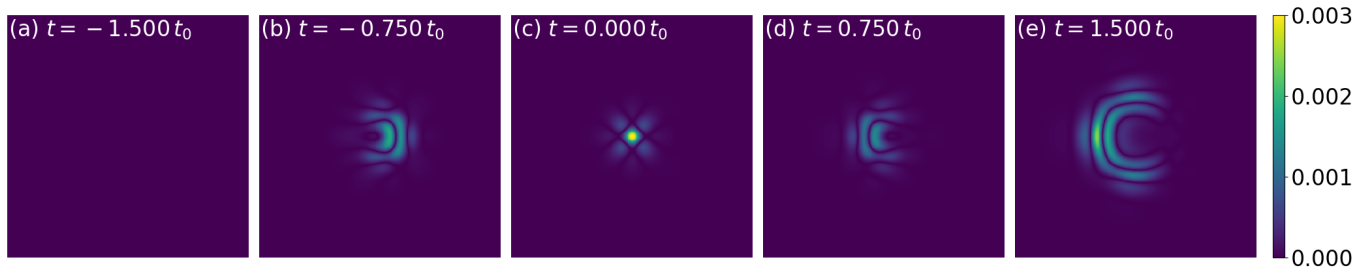 (a) t = −1.500 t₀
(b) t = −0.750 t₀
(c) t = 0.000 t₀
(d) t = 0.750 t₀
(e) t = 1.500 t₀
0.003
0.002
0.001
0.000